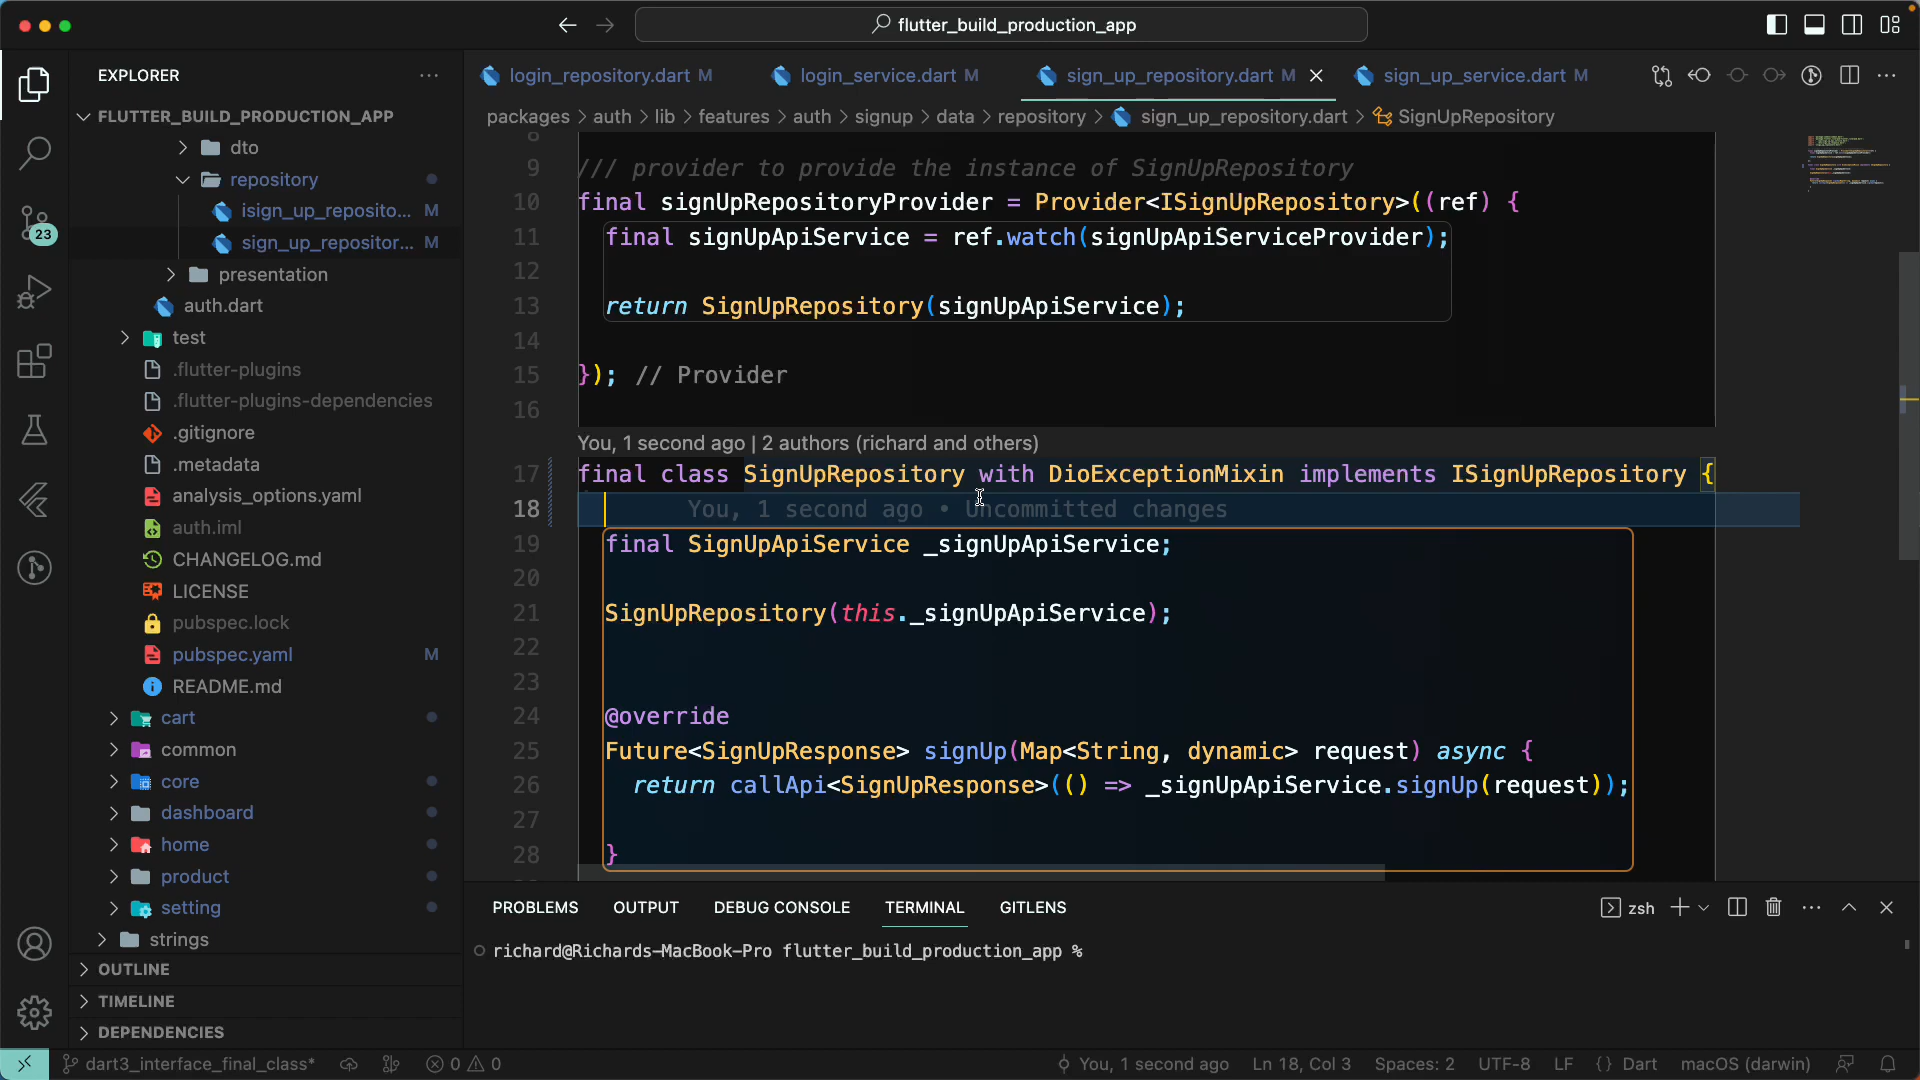 flutter_build_production_app
EXPLORER
FLUTTER_BUILD_PRODUCTION_APP
dto
repository
isign_up_reposito... M
sign_up_repositor... M
presentation
auth.dart
test
.flutter-plugins
.flutter-plugins-dependencies
.gitignore
.metadata
analysis_options.yaml
auth.iml
CHANGELOG.md
LICENSE
pubspec.lock
pubspec.yaml M
README.md
cart
common
core
dashboard
home
product
setting
strings
OUTLINE
TIMELINE
DEPENDENCIES
23
login_repository.dart M
login_service.dart M
sign_up_repository.dart M
sign_up_service.dart M
packages > auth > lib > features > auth > signup > data > repository > sign_up_repository.dart > SignUpRepository
8
9 /// provider to provide the instance of SignUpRepository
10 final signUpRepositoryProvider = Provider<ISignUpRepository>((ref) {
11 final signUpApiService = ref.watch(signUpApiServiceProvider);
12
13 return SignUpRepository(signUpApiService);
14
15 }); // Provider
16
You, 1 second ago | 2 authors (richard and others)
17 final class SignUpRepository with DioExceptionMixin implements ISignUpRepository {
18 You, 1 second ago • Uncommitted changes
19 final SignUpApiService _signUpApiService;
20
21 SignUpRepository(this._signUpApiService);
22
23
24 @override
25 Future<SignUpResponse> signUp(Map<String, dynamic> request) async {
26 return callApi<SignUpResponse>(() => _signUpApiService.signUp(request));
27
28 }
PROBLEMS OUTPUT DEBUG CONSOLE TERMINAL GITLENS
zsh
richard@Richards-MacBook-Pro flutter_build_production_app %
dart3_interface_final_class* 0 0 You, 1 second ago Ln 18, Col 3 Spaces: 2 UTF-8 LF {} Dart macOS (darwin)